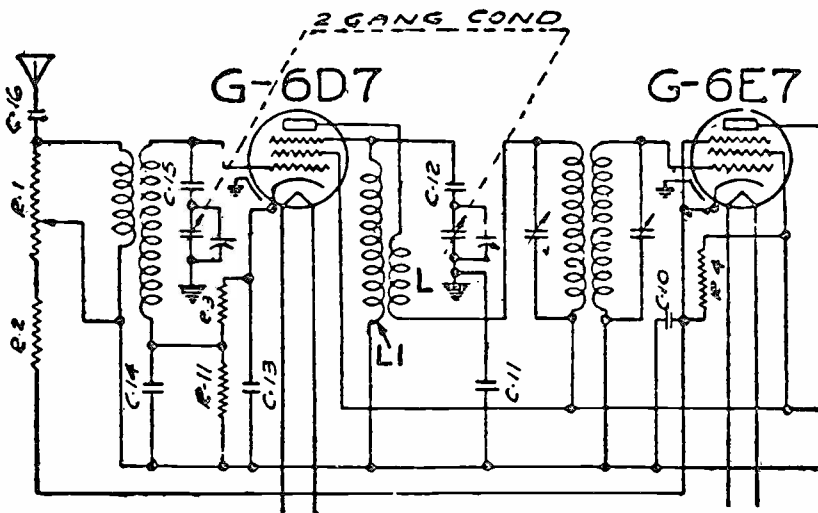 2 GANG COND
G-6D7
G-6E7
C-16
C-15
C-12
R-1
R-2
R-3
R-4
C-10
L
L1
C-14
R-11
C-13
C-11